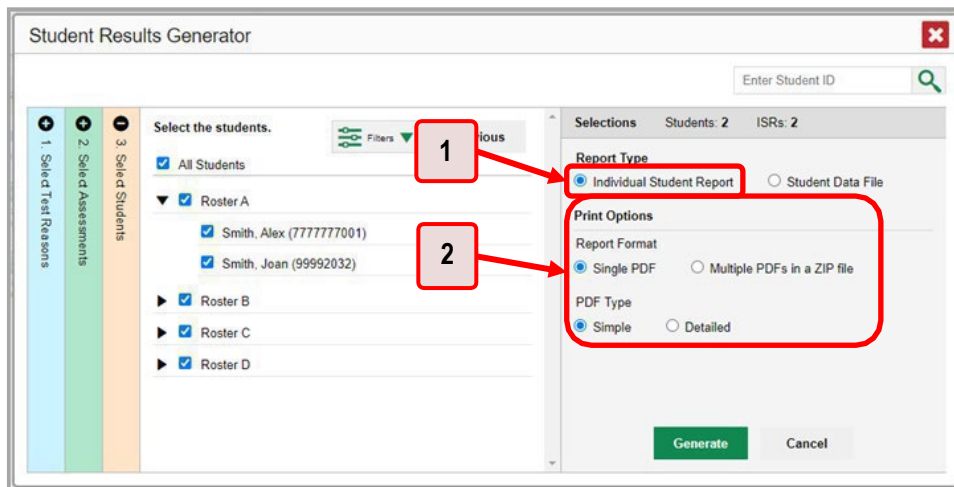 Student Results Generator
Enter Student ID
1. Select Test Reasons
2. Select Assessments
3. Select Students
Select the students.
Filters
ious
All Students
Roster A
Smith, Alex (7777777001)
Smith, Joan (99992032)
Roster B
Roster C
Roster D
1
2
Selections Students: 2 ISRs: 2
Report Type
Individual Student Report Student Data File
Print Options
Report Format
Single PDF Multiple PDFs in a ZIP file
PDF Type
Simple Detailed
Generate Cancel